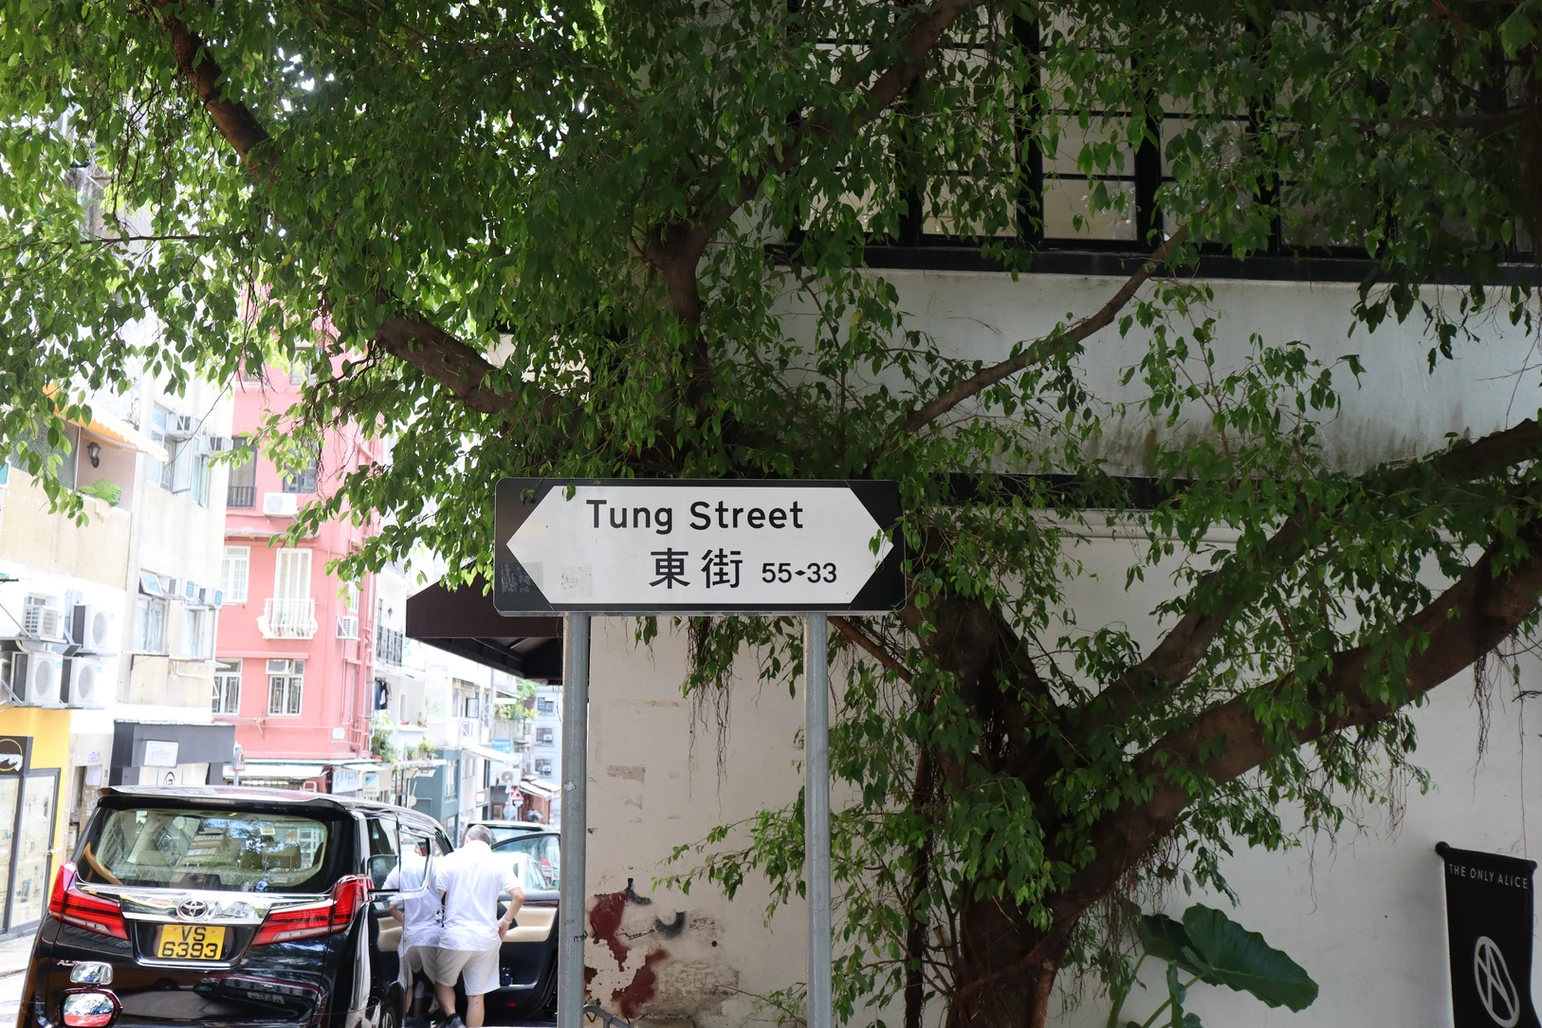 Tung Street
東街 55-33
VS
6393
THE ONLY ALICE